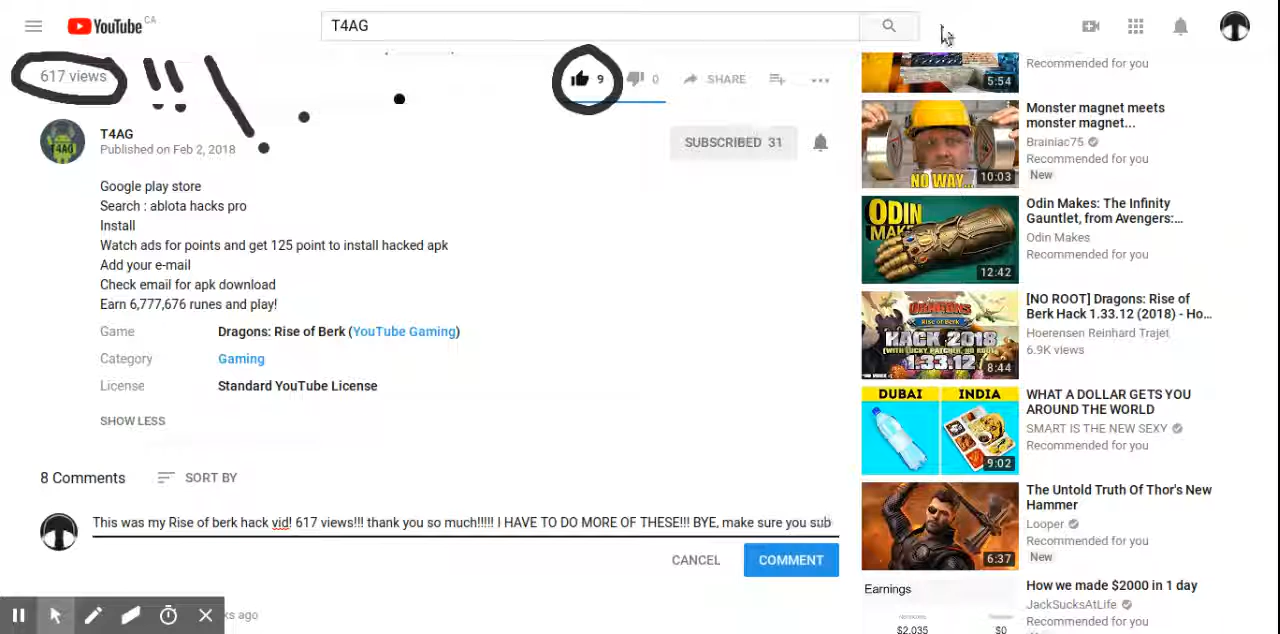 YouTube CA
T4AG
617 views
9
0
SHARE
T4AG
Published on Feb 2, 2018
SUBSCRIBED 31
Google play store
Search : ablota hacks pro
Install
Watch ads for points and get 125 point to install hacked apk
Add your e-mail
Check email for apk download
Earn 6,777,676 runes and play!
Game Dragons: Rise of Berk (YouTube Gaming)
Category Gaming
License Standard YouTube License
SHOW LESS
8 Comments SORT BY
This was my Rise of berk hack vid! 617 views!!! thank you so much!!!!! I HAVE TO DO MORE OF THESE!!! BYE, make sure you sub
CANCEL COMMENT
ks ago
5:54
Recommended for you
NO WAY...
10:03
Monster magnet meets
monster magnet...
Brainiac75
Recommended for you
New
ODIN
12:42
Odin Makes: The Infinity
Gauntlet, from Avengers:...
Odin Makes
Recommended for you
DRAGONS
Rise of Berk
HACK 2018
1.33.12
8:44
[NO ROOT] Dragons: Rise of
Berk Hack 1.33.12 (2018) - Ho...
Hoerensen Reinhard Trajet
6.9K views
DUBAI INDIA
9:02
WHAT A DOLLAR GETS YOU
AROUND THE WORLD
SMART IS THE NEW SEXY
Recommended for you
6:37
The Untold Truth Of Thor's New
Hammer
Looper
Recommended for you
New
Earnings
$2,035 $0
How we made $2000 in 1 day
JackSucksAtLife
Recommended for you